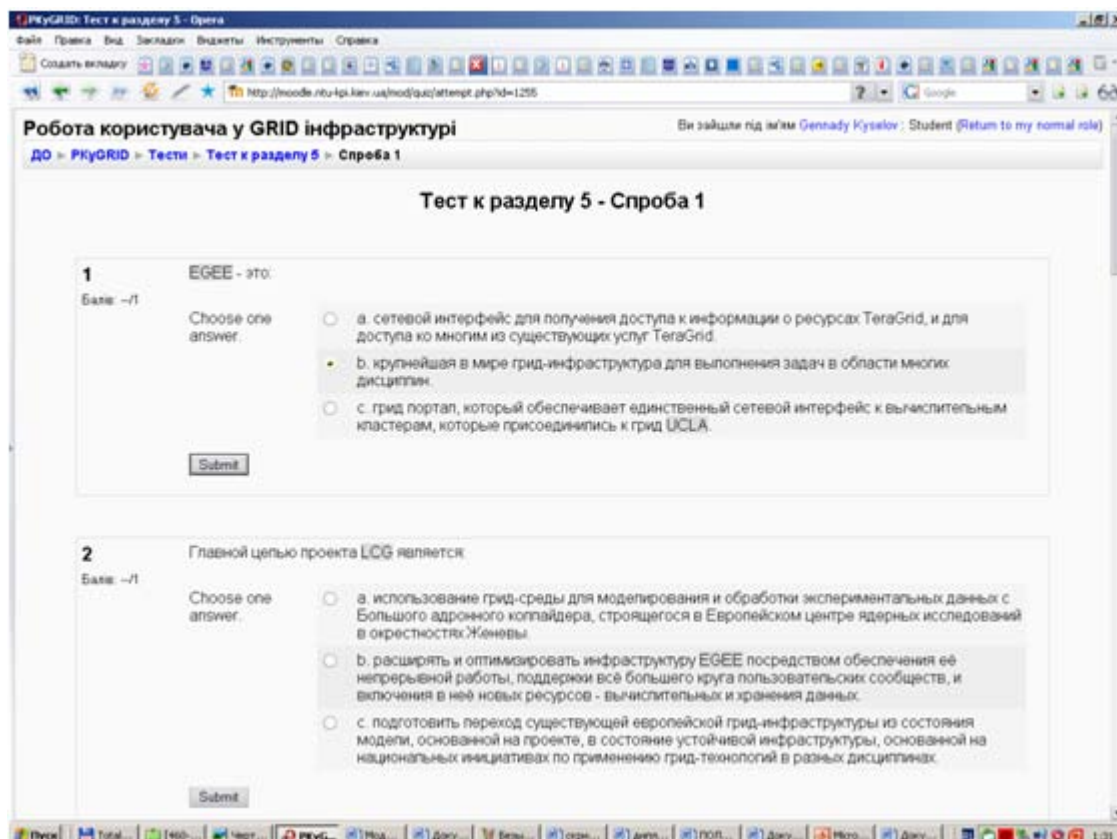 PKyGRID: Тест к разделу 5 - Opera
Файл Правка Вид Закладки Виджеты Инструменты Справка
Создать вкладку
http://moodle.ntu-kpi.kiev.ua/mod/quiz/attempt.php?id=1255
Google
Робота користувача у GRID інфраструктурі
Ви зайшли під ім'ям Gennady Kyselov : Student (Return to my normal role)
ДО ► PKyGRID ► Тести ► Тест к разделу 5 ► Спроба 1
Тест к разделу 5 - Спроба 1
1
Балів: --/1
EGEE - это:
Choose one answer.
a. сетевой интерфейс для получения доступа к информации о ресурсах TeraGrid, и для
доступа ко многим из существующих услуг TeraGrid.
b. крупнейшая в мире грид-инфраструктура для выполнения задач в области многих
дисциплин.
c. грид портал, который обеспечивает единственный сетевой интерфейс к вычислительным
кластерам, которые присоединились к грид UCLA.
Submit
2
Балів: --/1
Главной целью проекта LCG является:
Choose one answer.
a. использование грид-среды для моделирования и обработки экспериментальных данных с
Большого адронного коллайдера, строящегося в Европейском центре ядерных исследований
в окрестностях Женевы.
b. расширять и оптимизировать инфраструктуру EGEE посредством обеспечения её
непрерывной работы, поддержки всё большего круга пользовательских сообществ, и
включения в неё новых ресурсов - вычислительных и хранения данных.
c. подготовить переход существующей европейской грид-инфраструктуры из состояния
модели, основанной на проекте, в состояние устойчивой инфраструктуры, основанной на
национальных инициативах по применению грид-технологий в разных дисциплинах.
Submit
Пуск Total...